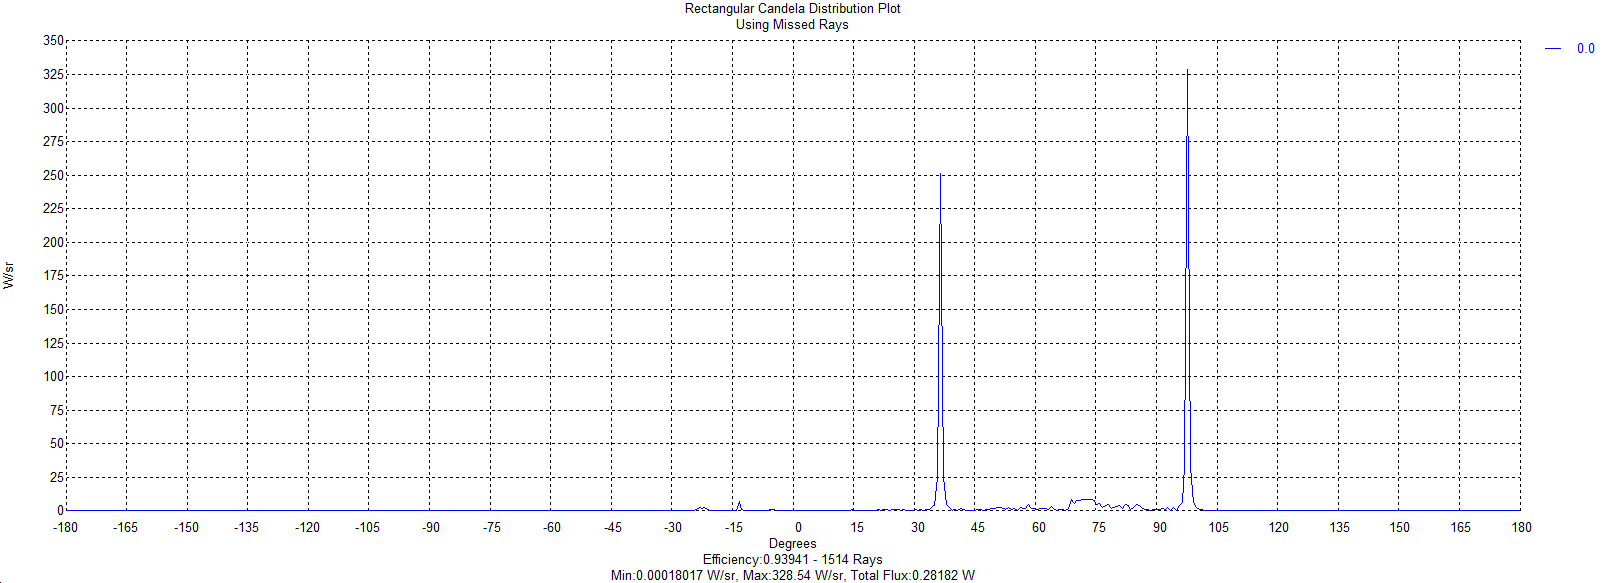 Rectangular Candela Distribution Plot
Using Missed Rays
350
325
300
275
250
225
200
175
150
125
100
75
50
25
0
W/sr
0.0
-180 -165 -150 -135 -120 -105 -90 -75 -60 -45 -30 -15 0 15 30 45 60 75 90 105 120 135 150 165 180
Degrees
Efficiency:0.93941 - 1514 Rays
Min:0.00018017 W/sr, Max:328.54 W/sr, Total Flux:0.28182 W